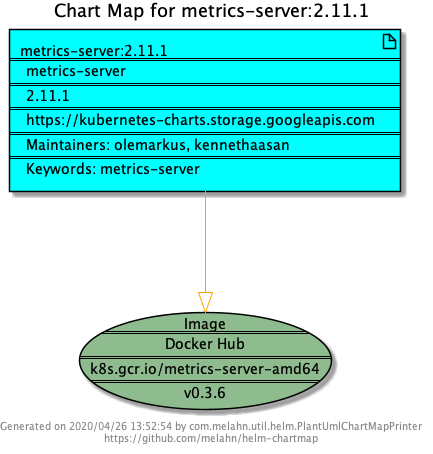 Chart Map for metrics-server:2.11.1
metrics-server:2.11.1
metrics-server
2.11.1
https://kubernetes-charts.storage.googleapis.com
Maintainers: olemarkus, kennethaasan
Keywords: metrics-server
Image
Docker Hub
k8s.gcr.io/metrics-server-amd64
v0.3.6
Generated on 2020/04/26 13:52:54 by com.melahn.util.helm.PlantUmlChartMapPrinter
https://github.com/melahn/helm-chartmap